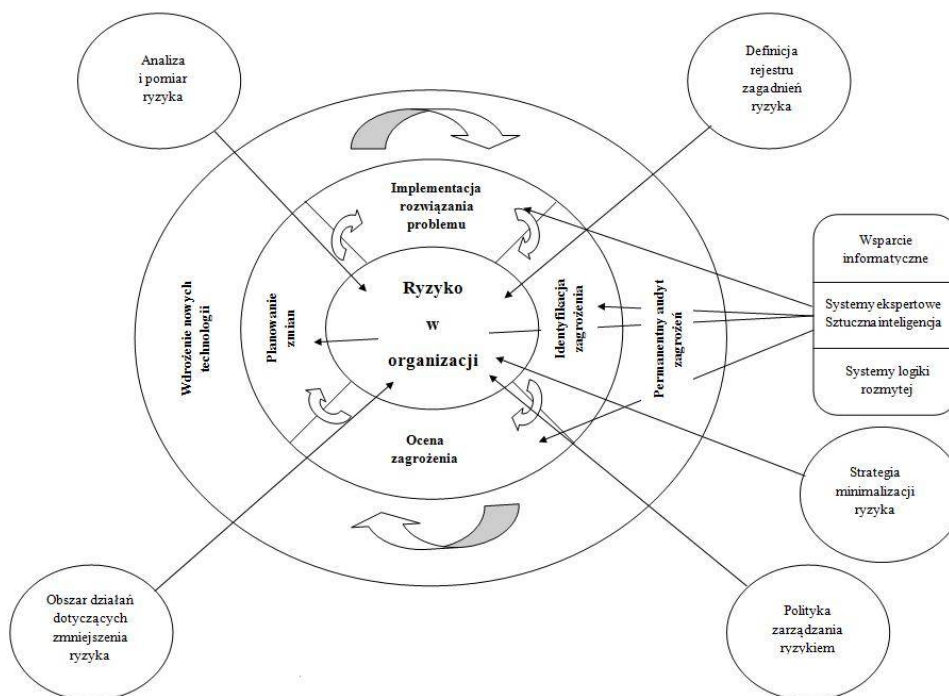 Analiza
i pomiar
ryzyka
Definicja
rejestru
zagadnień
ryzyka
Implementacja
rozwiązania
problemu
Wsparcie
informatyczne
Systemy ekspertowe
Sztuczna inteligencja
Systemy logiki
rozmytej
Wdrożenie nowych
technologii
Planowanie
zmian
Ryzyko
w
organizacji
Identyfikacja
zagrożenia
Permanentny audyt
zagrożeń
Ocena
zagrożenia
Strategia
minimalizacji
ryzyka
Obszar działań
dotyczących
zmniejszenia
ryzyka
Polityka
zarządzania
ryzykiem